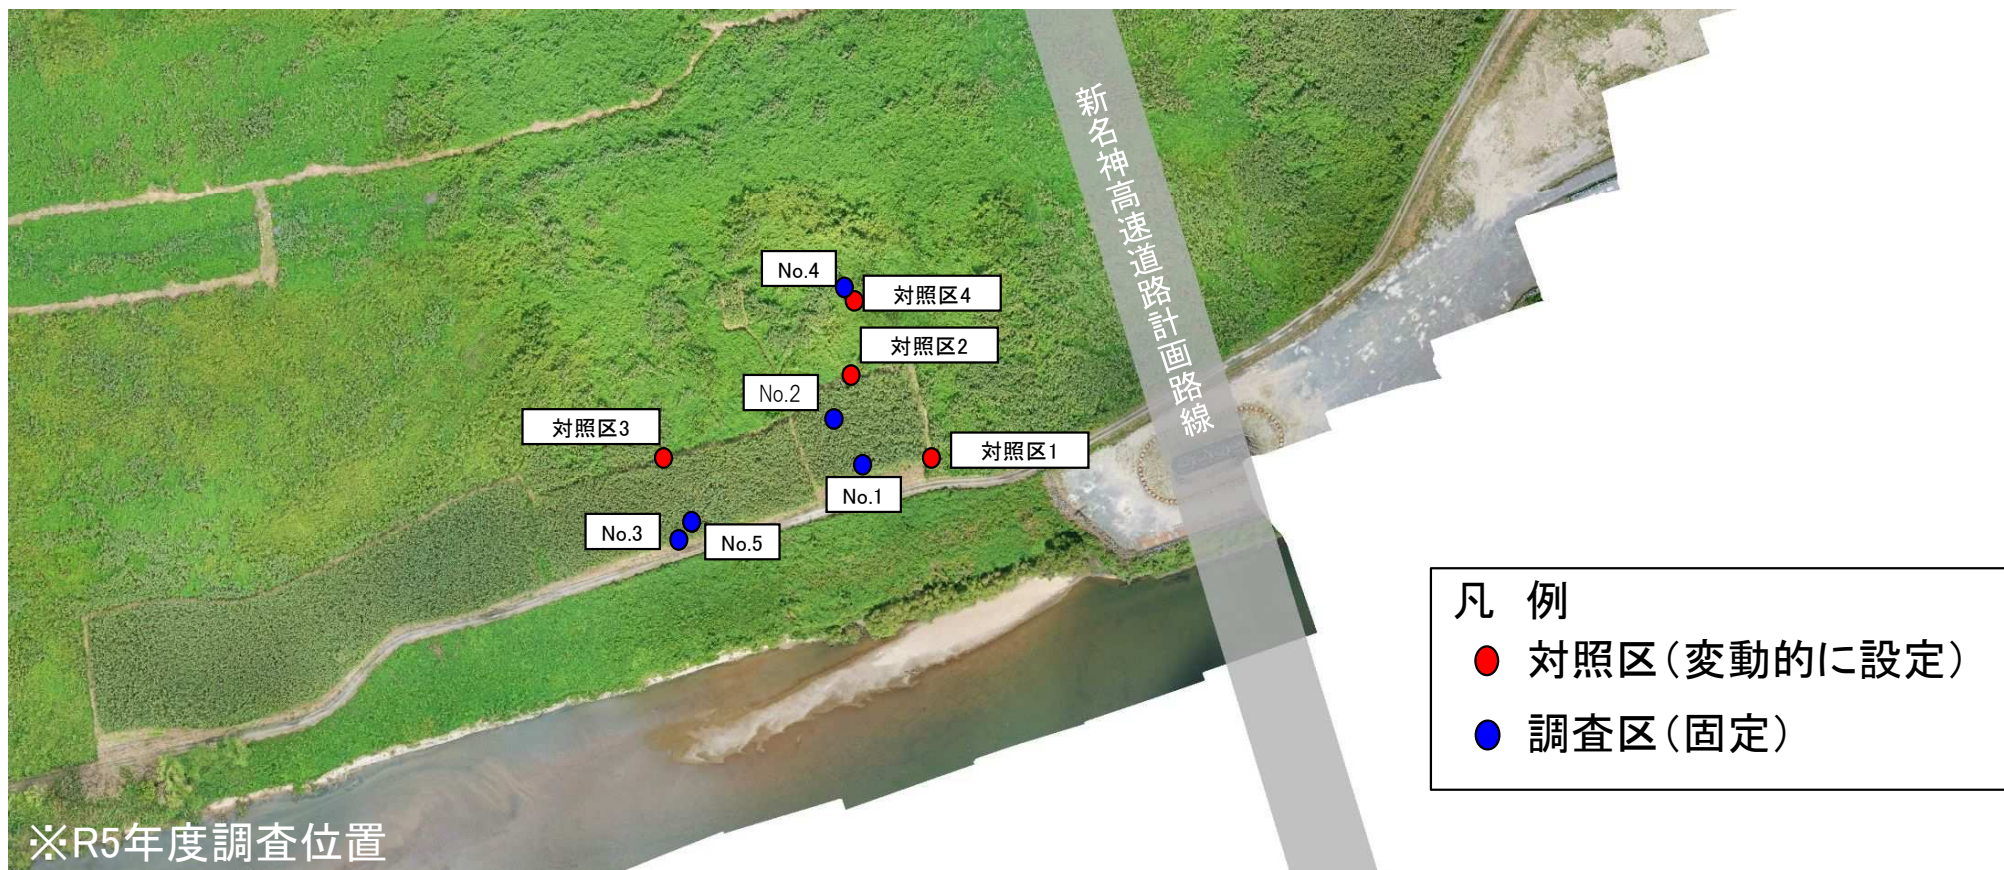 新名神高速道路計画路線
No.4
対照区4
対照区2
No.2
対照区3
対照区1
No.1
No.3
No.5
凡 例
対照区(変動的に設定)
調査区(固定)
※R5年度調査位置